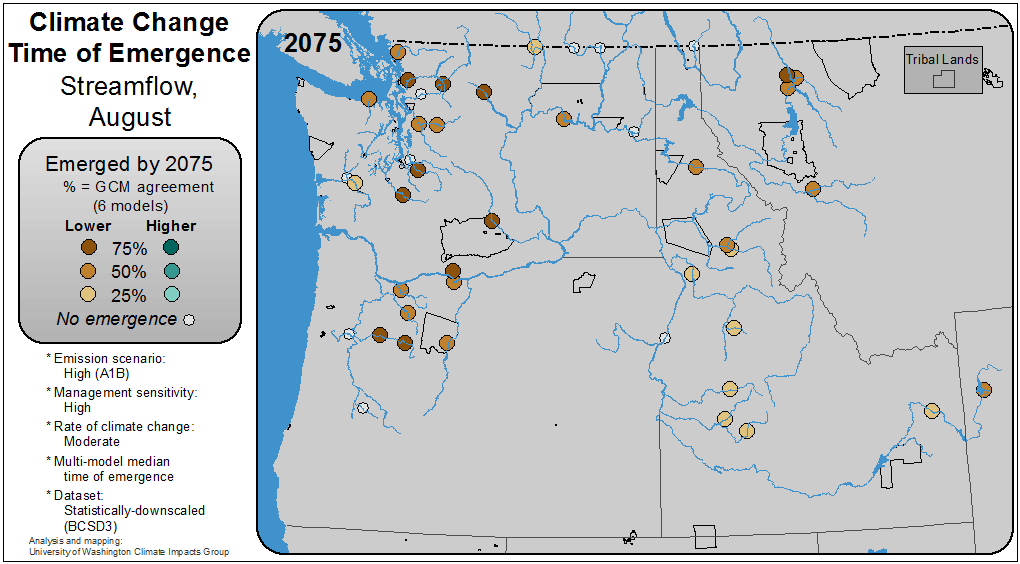 Climate Change
Time of Emergence
Streamflow,
August
Emerged by 2075
% = GCM agreement
(6 models)
Lower Higher
75%
50%
25%
No emergence
* Emission scenario:
High (A1B)
* Management sensitivity:
High
* Rate of climate change:
Moderate
* Multi-model median
time of emergence
* Dataset:
Statistically-downscaled
(BCSD3)
Analysis and mapping:
University of Washington Climate Impacts Group
2075
Tribal Lands